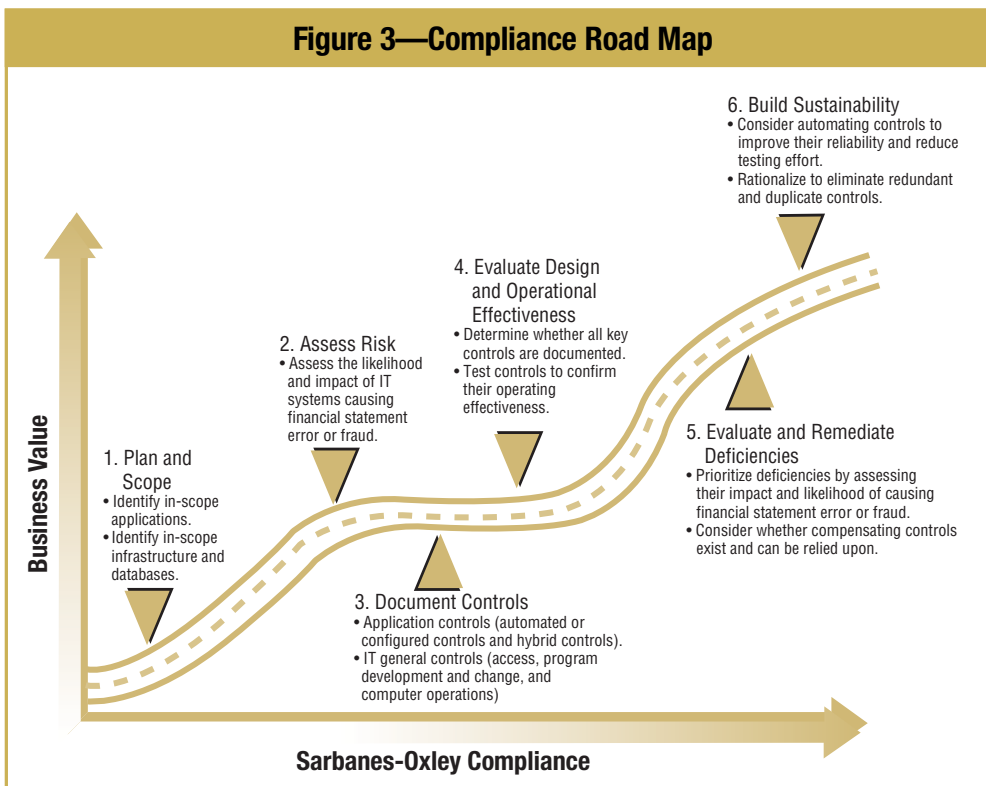 Figure 3—Compliance Road Map
Business Value
1. Plan and
Scope
• Identify in-scope
applications.
• Identify in-scope
infrastructure and
databases.
2. Assess Risk
• Assess the likelihood
and impact of IT
systems causing
financial statement
error or fraud.
3. Document Controls
• Application controls (automated or
configured controls and hybrid controls).
• IT general controls (access, program
development and change, and
computer operations)
4. Evaluate Design
and Operational
Effectiveness
• Determine whether all key
controls are documented.
• Test controls to confirm
their operating
effectiveness.
5. Evaluate and Remediate
Deficiencies
• Prioritize deficiencies by assessing
their impact and likelihood of causing
financial statement error or fraud.
• Consider whether compensating controls
exist and can be relied upon.
6. Build Sustainability
• Consider automating controls to
improve their reliability and reduce
testing effort.
• Rationalize to eliminate redundant
and duplicate controls.
Sarbanes-Oxley Compliance